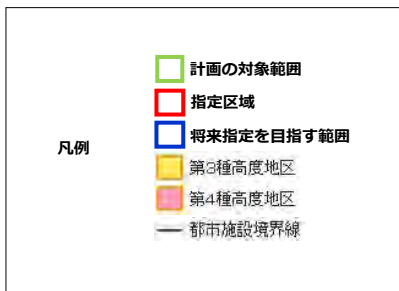 計画の対象範囲
指定区域
将来指定を目指す範囲
凡例
第3種高度地区
第4種高度地区
都市施設境界線